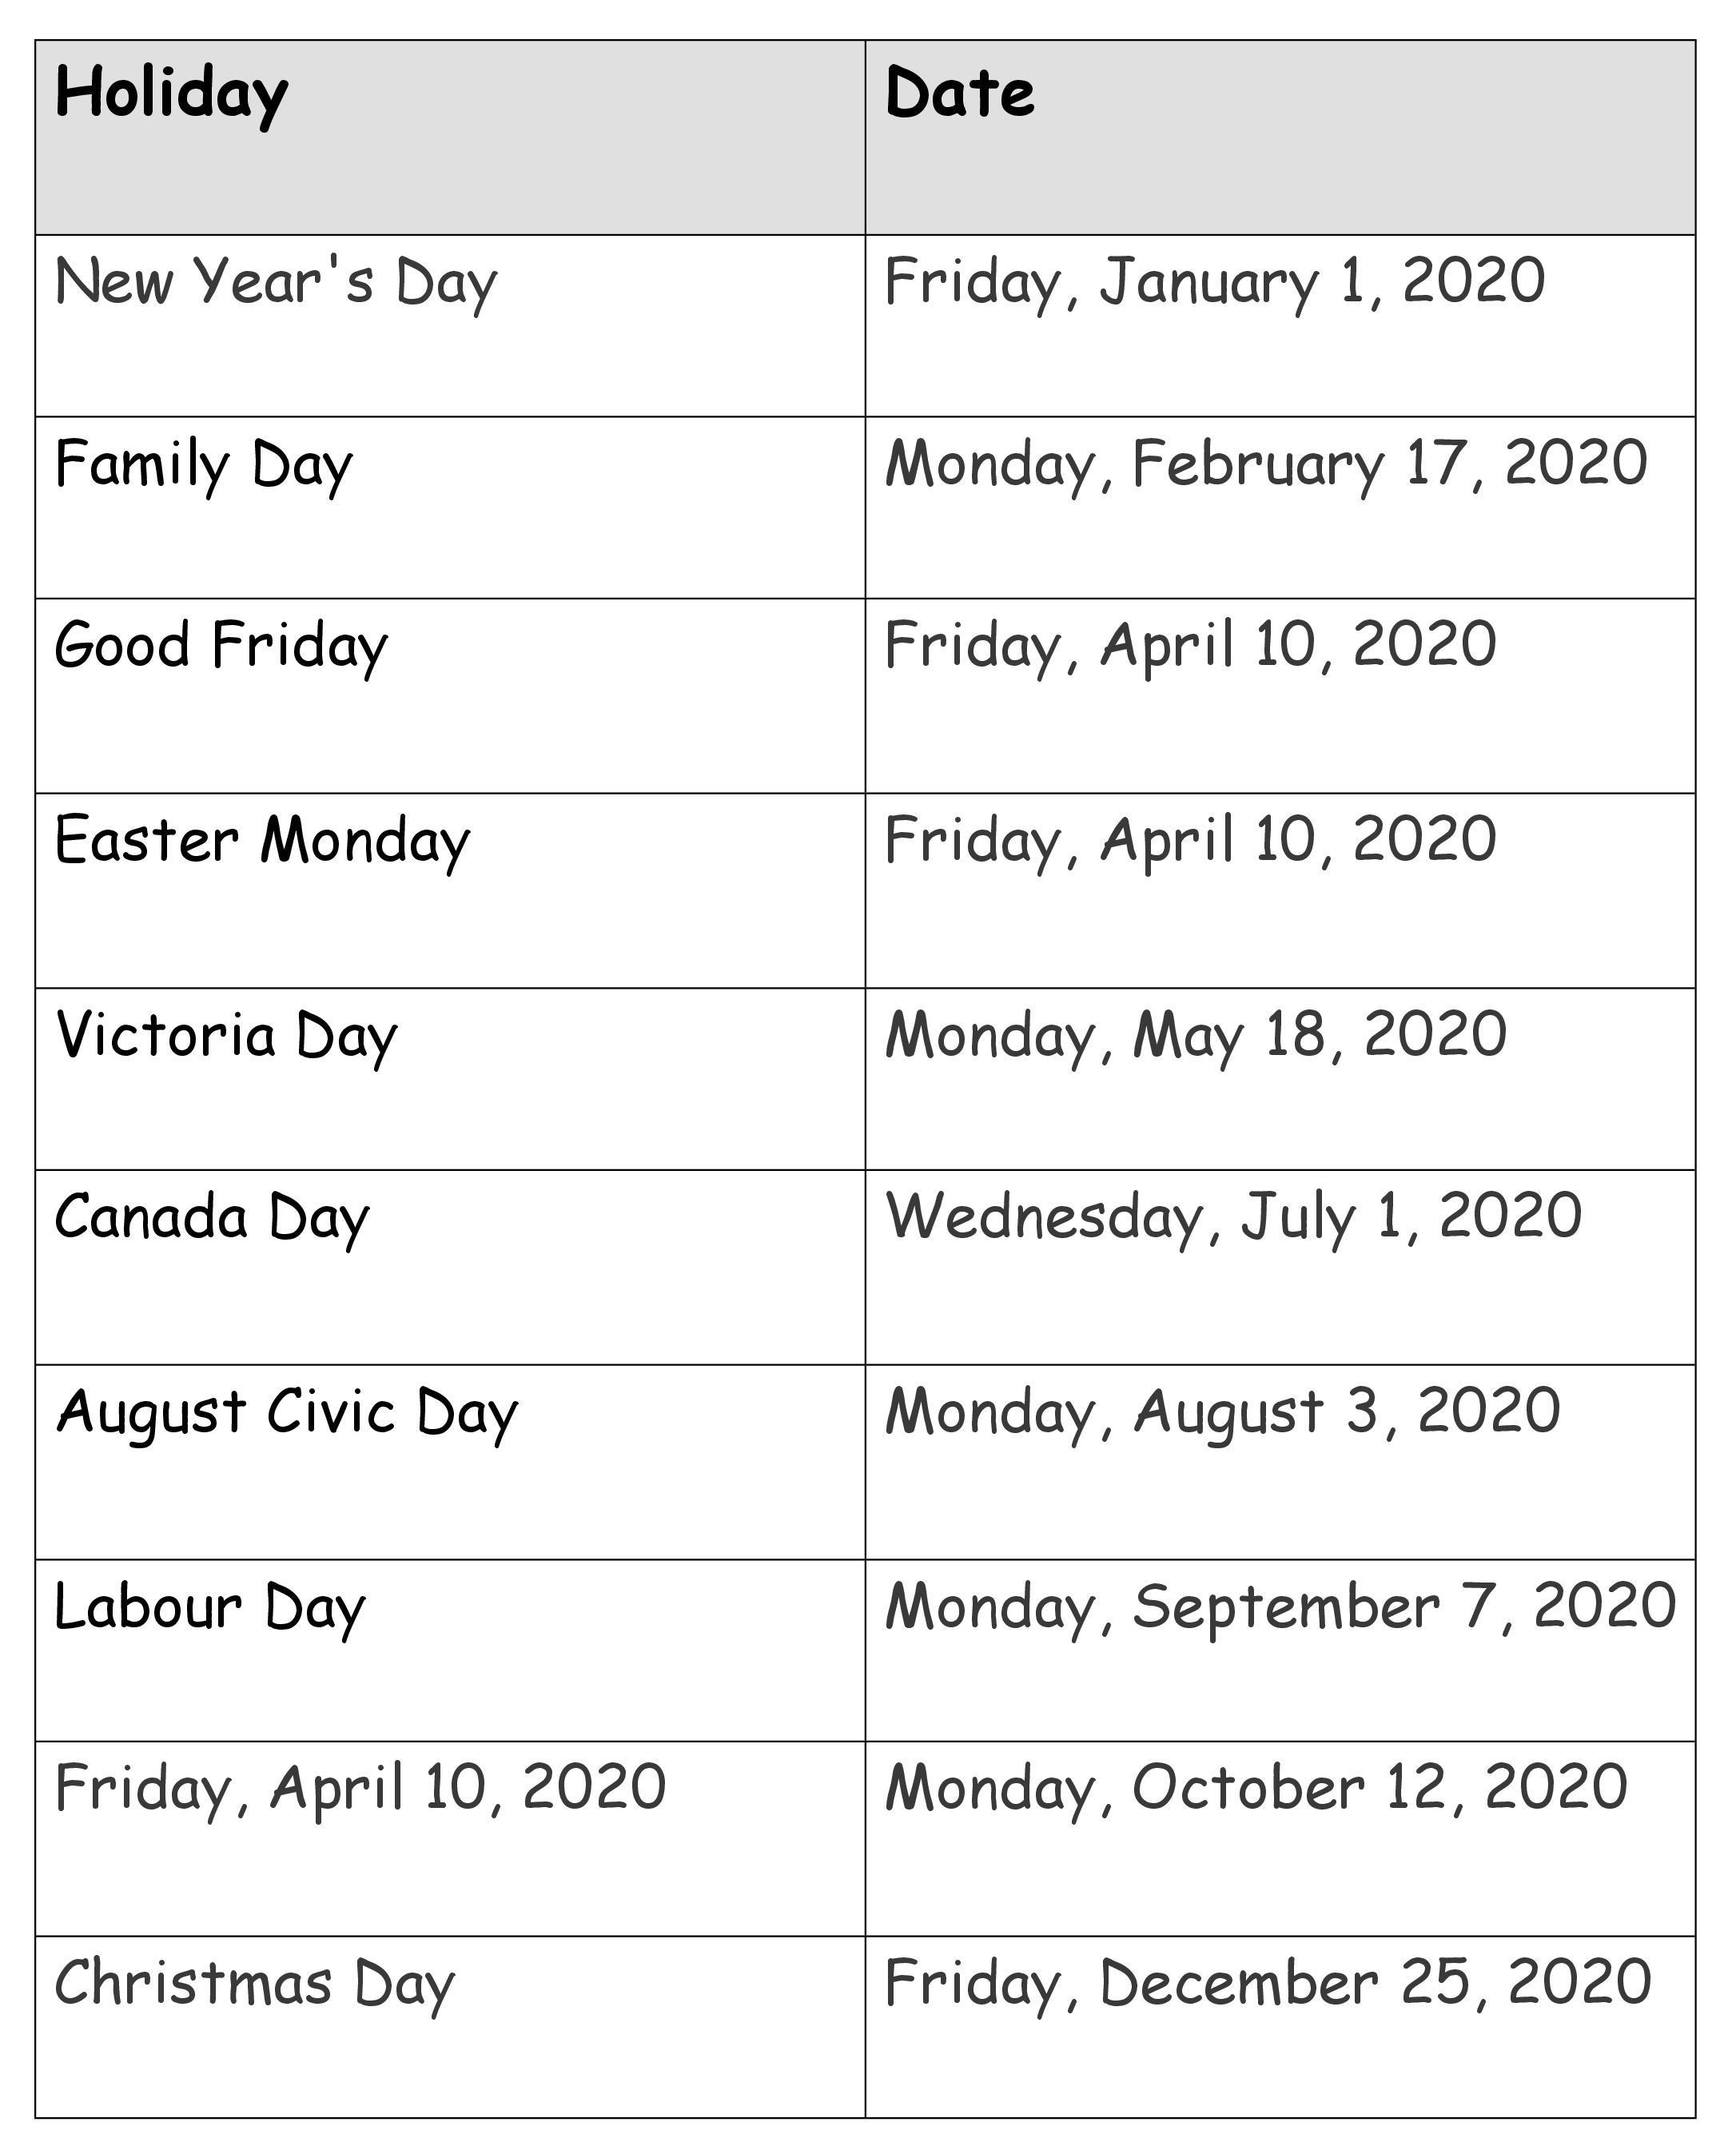 Holiday Date
New Year's Day Friday, January 1, 2020
Family Day Monday, February 17, 2020
Good Friday Friday, April 10, 2020
Easter Monday Friday, April 10, 2020
Victoria Day Monday, May 18, 2020
Canada Day Wednesday, July 1, 2020
August Civic Day Monday, August 3, 2020
Labour Day Monday, September 7, 2020
Friday, April 10, 2020 Monday, October 12, 2020
Christmas Day Friday, December 25, 2020